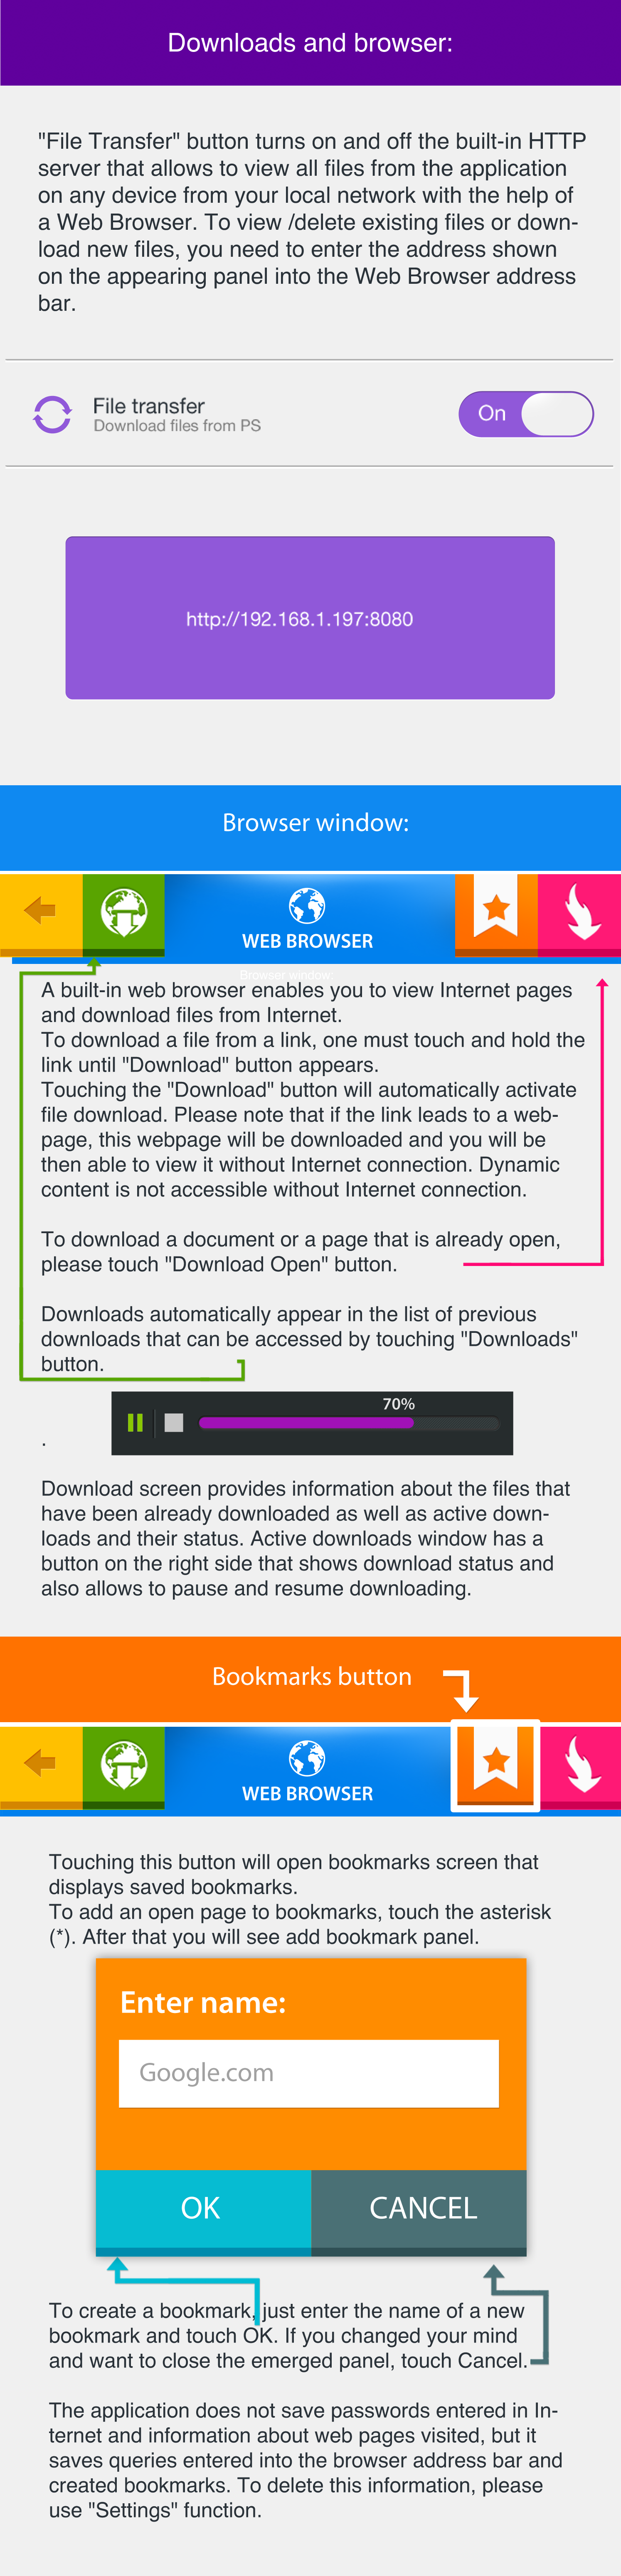 Downloads and browser:
"File Transfer" button turns on and off the built-in HTTP
server that allows to view all files from the application
on any device from your local network with the help of
a Web Browser. To view /delete existing files or down-
load new files, you need to enter the address shown
on the appearing panel into the Web Browser address
bar.
File transfer
Download files from PS
On
http://192.168.1.197:8080
Browser window:
WEB BROWSER
Browser window:
A built-in web browser enables you to view Internet pages
and download files from Internet.
To download a file from a link, one must touch and hold the
link until "Download" button appears.
Touching the "Download" button will automatically activate
file download. Please note that if the link leads to a web-
page, this webpage will be downloaded and you will be
then able to view it without Internet connection. Dynamic
content is not accessible without Internet connection.
To download a document or a page that is already open,
please touch "Download Open" button.
Downloads automatically appear in the list of previous
downloads that can be accessed by touching "Downloads"
button.
70%
.
Download screen provides information about the files that
have been already downloaded as well as active down-
loads and their status. Active downloads window has a
button on the right side that shows download status and
also allows to pause and resume downloading.
Bookmarks button
WEB BROWSER
Touching this button will open bookmarks screen that
displays saved bookmarks.
To add an open page to bookmarks, touch the asterisk
(*). After that you will see add bookmark panel.
Enter name:
Google.com
OK
CANCEL
To create a bookmark, just enter the name of a new
bookmark and touch OK. If you changed your mind
and want to close the emerged panel, touch Cancel.
The application does not save passwords entered in In-
ternet and information about web pages visited, but it
saves queries entered into the browser address bar and
created bookmarks. To delete this information, please
use "Settings" function.